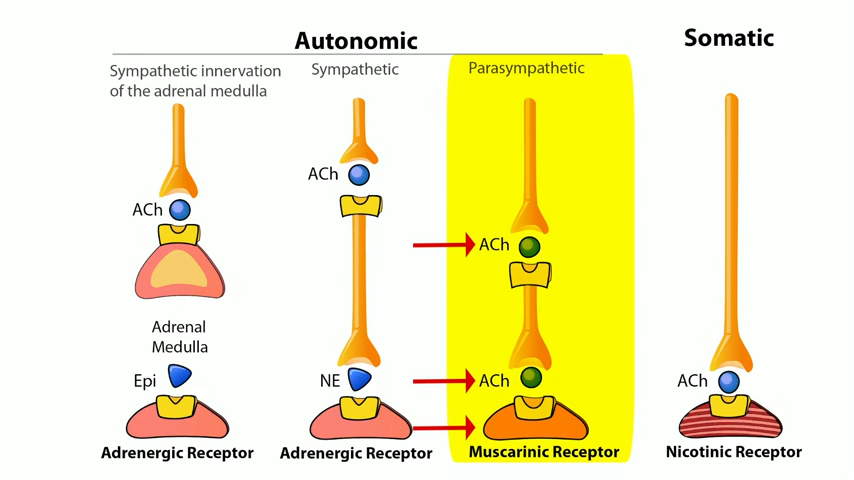 Autonomic
Somatic
Sympathetic innervation
of the adrenal medulla
Sympathetic
Parasympathetic
ACh
ACh
ACh
Adrenal
Medulla
Epi
NE
ACh
ACh
Adrenergic Receptor
Adrenergic Receptor
Muscarinic Receptor
Nicotinic Receptor